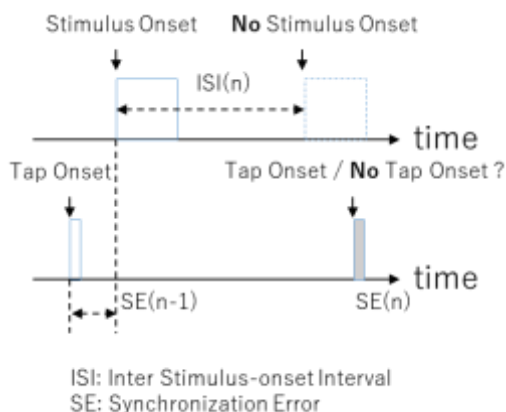 Stimulus Onset No Stimulus Onset
ISI(n)
time
Tap Onset Tap Onset / No Tap Onset ?
time
SE(n-1) SE(n)
ISI: Inter Stimulus-onset Interval
SE: Synchronization Error